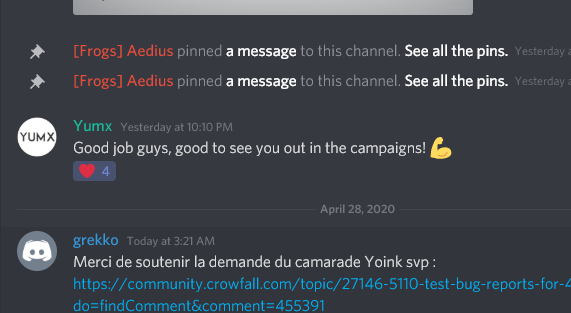 [Frogs] Aedius pinned a message to this channel. See all the pins. Yesterday a
[Frogs] Aedius pinned a message to this channel. See all the pins. Yesterday a
YUMX
Yumx Yesterday at 10:10 PM
Good job guys, good to see you out in the campaigns! 💪
❤️ 4
April 28, 2020
grekko Today at 3:21 AM
Merci de soutenir la demande du camarade Yoink svp :
https://community.crowfall.com/topic/27146-5110-test-bug-reports-for-4
do=findComment&comment=455391